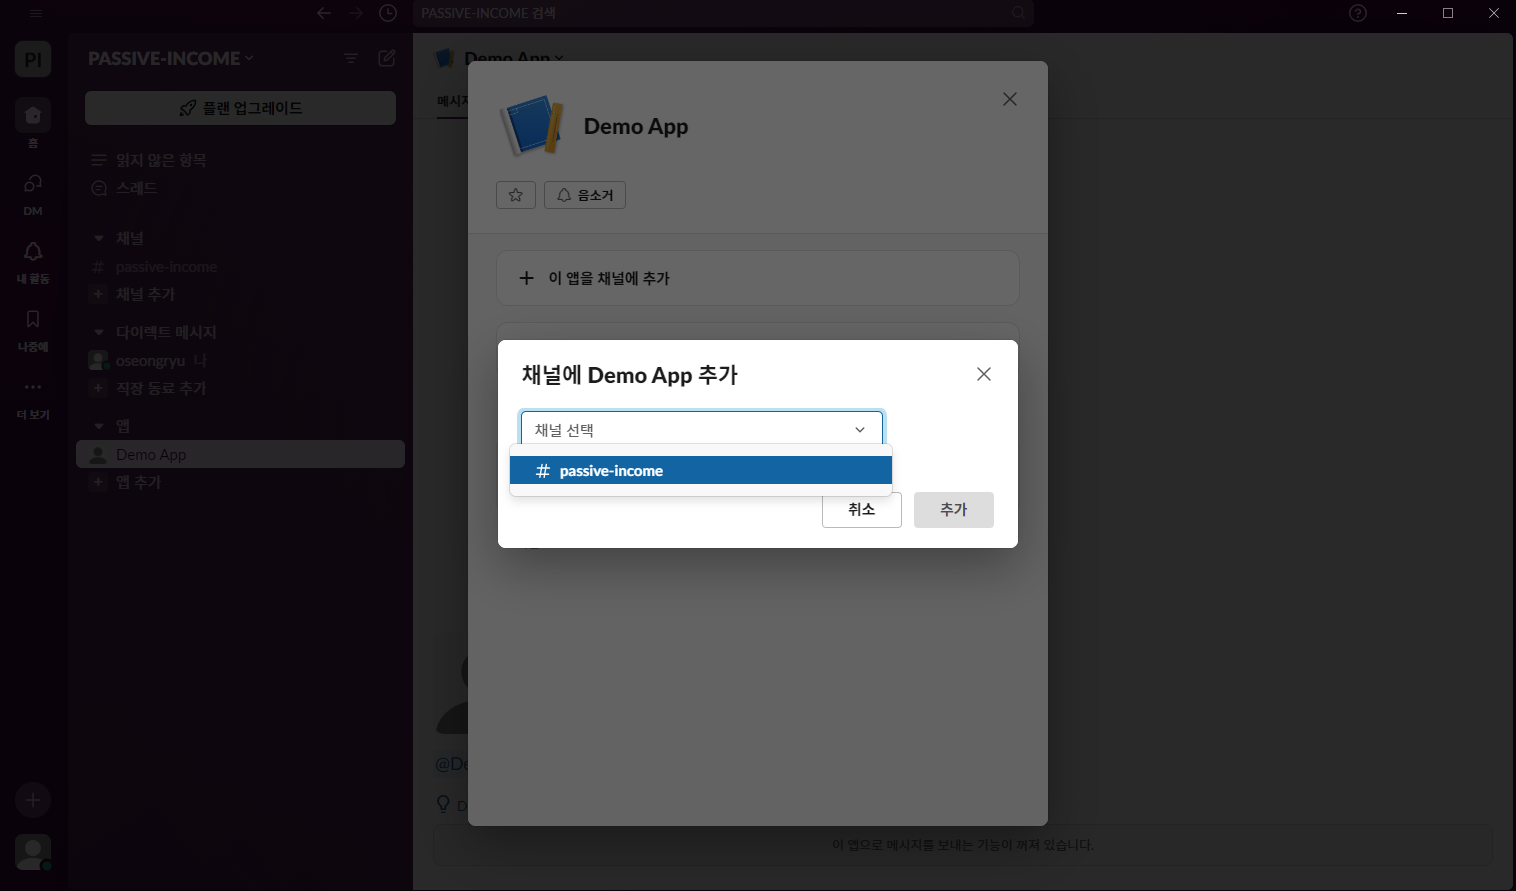 PASSIVE-INCOME 검색
PI
홈
DM
내 활동
나중에
더 보기
PASSIVE-INCOME
플랜 업그레이드
읽지 않은 항목
스레드
채널
# passive-income
+ 채널 추가
다이렉트 메시지
oseongryu 나
+ 직장 동료 추가
앱
Demo App
+ 앱 추가
Demo App
메시지
Demo App
음소거
+ 이 앱을 채널에 추가
채널에 Demo App 추가
채널 선택
# passive-income
취소
추가
@De
D
이 앱으로 메시지를 보내는 기능이 꺼져 있습니다.